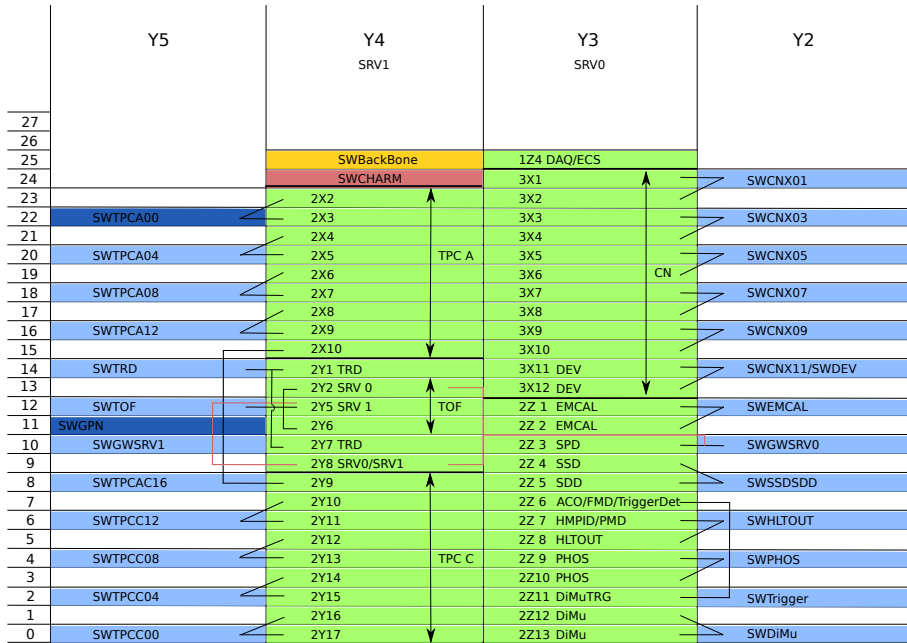 Y5 Y4 Y3 Y2
SRV1 SRV0
27
26
25 SWBackBone 1Z4 DAQ/ECS
24 SWCHARM 3X1 SWCNX01
23 2X2 3X2
22 SWTPCA00 2X3 3X3 SWCNX03
21 2X4 3X4
20 SWTPCA04 2X5 TPC A 3X5 SWCNX05
19 2X6 3X6 CN
18 SWTPCA08 2X7 3X7 SWCNX07
17 2X8 3X8
16 SWTPCA12 2X9 3X9 SWCNX09
15 2X10 3X10
14 SWTRD 2Y1 TRD 3X11 DEV SWCNX11/SWDEV
13 2Y2 SRV 0 3X12 DEV
12 SWTOF 2Y5 SRV 1 TOF 2Z 1 EMCAL SWEMCAL
11 SWGPN 2Y6 2Z 2 EMCAL
10 SWGWSRV1 2Y7 TRD 2Z 3 SPD SWGWSRV0
9 2Y8 SRV0/SRV1 2Z 4 SSD
8 SWTPCAC16 2Y9 2Z 5 SDD SWSSDSDD
7 2Y10 2Z 6 ACO/FMD/TriggerDet
6 SWTPCC12 2Y11 2Z 7 HMPID/PMD SWHLTOUT
5 2Y12 2Z 8 HLTOUT
4 SWTPCC08 2Y13 TPC C 2Z 9 PHOS SWPHOS
3 2Y14 2Z10 PHOS
2 SWTPCC04 2Y15 2Z11 DiMuTRG SWTrigger
1 2Y16 2Z12 DiMu
0 SWTPCC00 2Y17 2Z13 DiMu SWDiMu